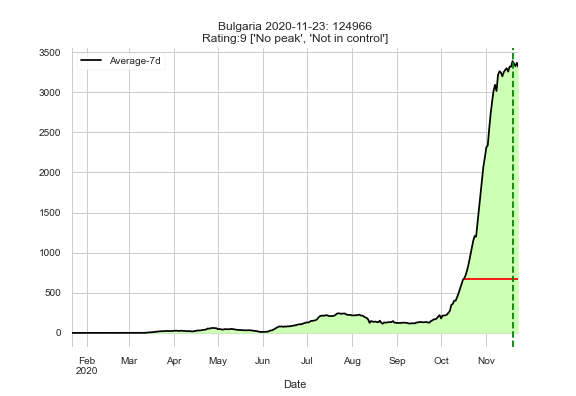 Bulgaria 2020-11-23: 124966
Rating:9 ['No peak', 'Not in control']
Average-7d
3500
3000
2500
2000
1500
1000
500
0
Feb Mar Apr May Jun Jul Aug Sep Oct Nov
2020
Date